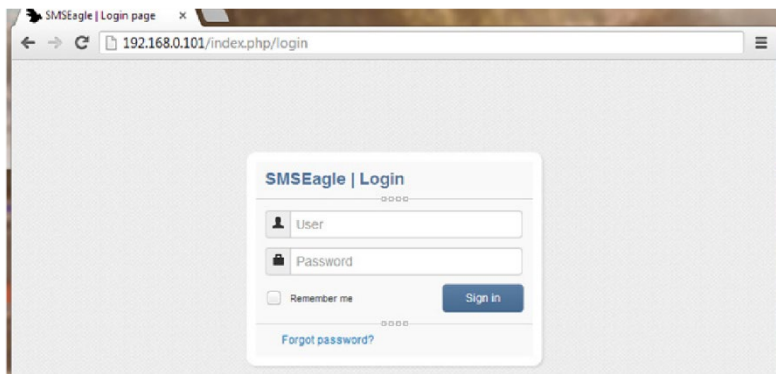 SMSEagle | Login page
192.168.0.101/index.php/login
SMSEagle | Login
User
Password
Remember me
Sign in
Forgot password?